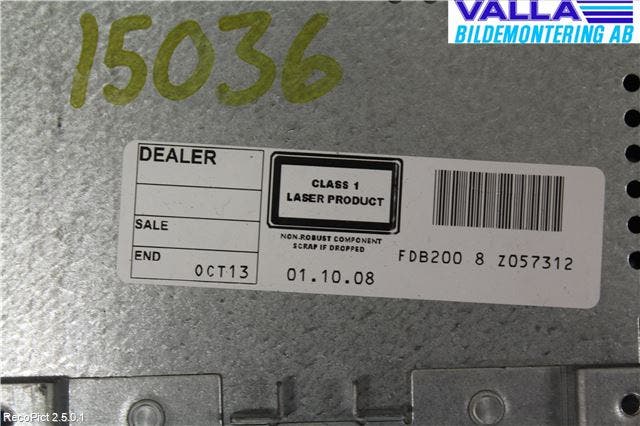 VALLA
BILDEMONTERING AB
15036
DEALER
SALE
END
OCT13
CLASS 1
LASER PRODUCT
NON-ROBUST COMPONENT
SCRAP IF DROPPED
01.10.08
FDB200 8 Z057312
RecoPict 2.5.0.1